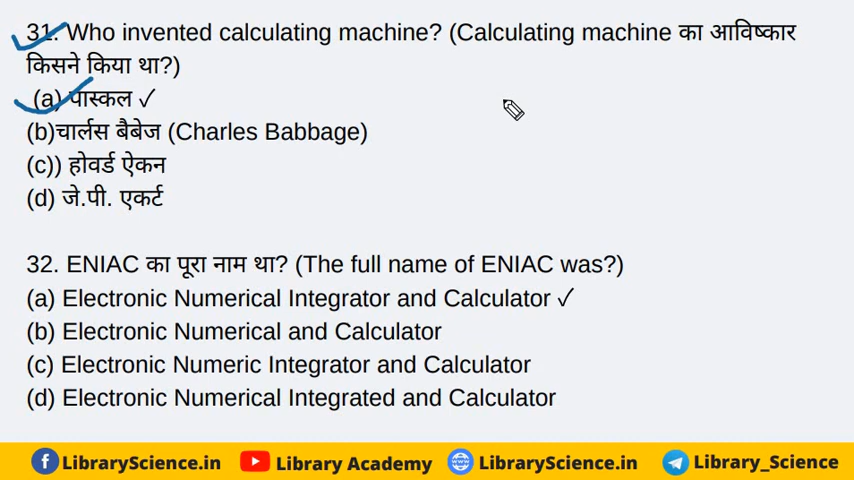 31. Who invented calculating machine? (Calculating machine का आविष्कार
किसने किया था?)
(a) पास्कल ✓
(b)चार्लस बैबेज (Charles Babbage)
(c)) होवर्ड ऐकन
(d) जे.पी. एकर्ट
32. ENIAC का पूरा नाम था? (The full name of ENIAC was?)
(a) Electronic Numerical Integrator and Calculator ✓
(b) Electronic Numerical and Calculator
(c) Electronic Numeric Integrator and Calculator
(d) Electronic Numerical Integrated and Calculator
LibraryScience.in Library Academy LibraryScience.in Library_Science